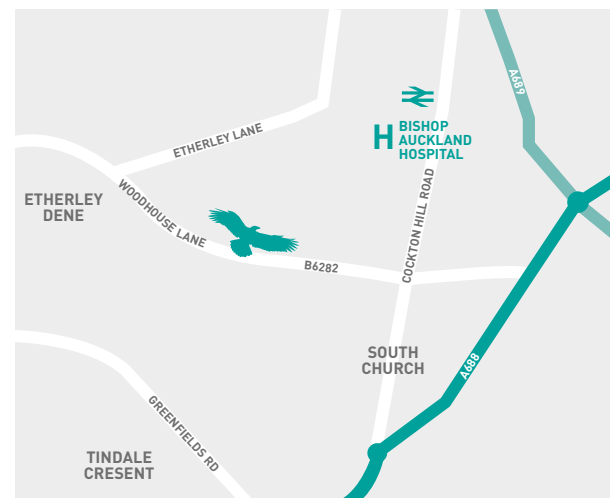 A689
H BISHOP
AUCKLAND
HOSPITAL
ETHERLEY LANE
ETHERLEY
DENE
WOODHOUSE LANE
COCKTON HILL ROAD
B6282
SOUTH
CHURCH
A688
GREENFIELDS RD
TINDALE
CRESENT